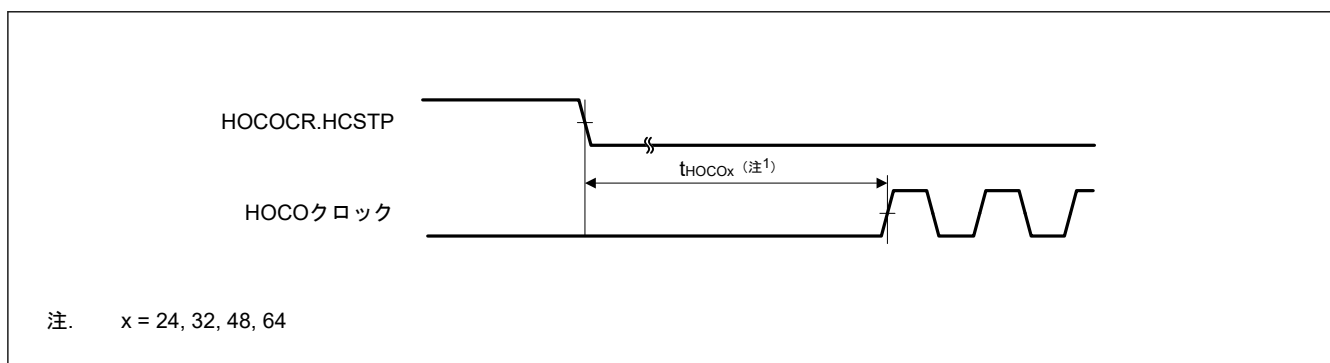 HOCOCR.HCSTP
tHOCOx（注1）
HOCOクロック
注. x = 24, 32, 48, 64